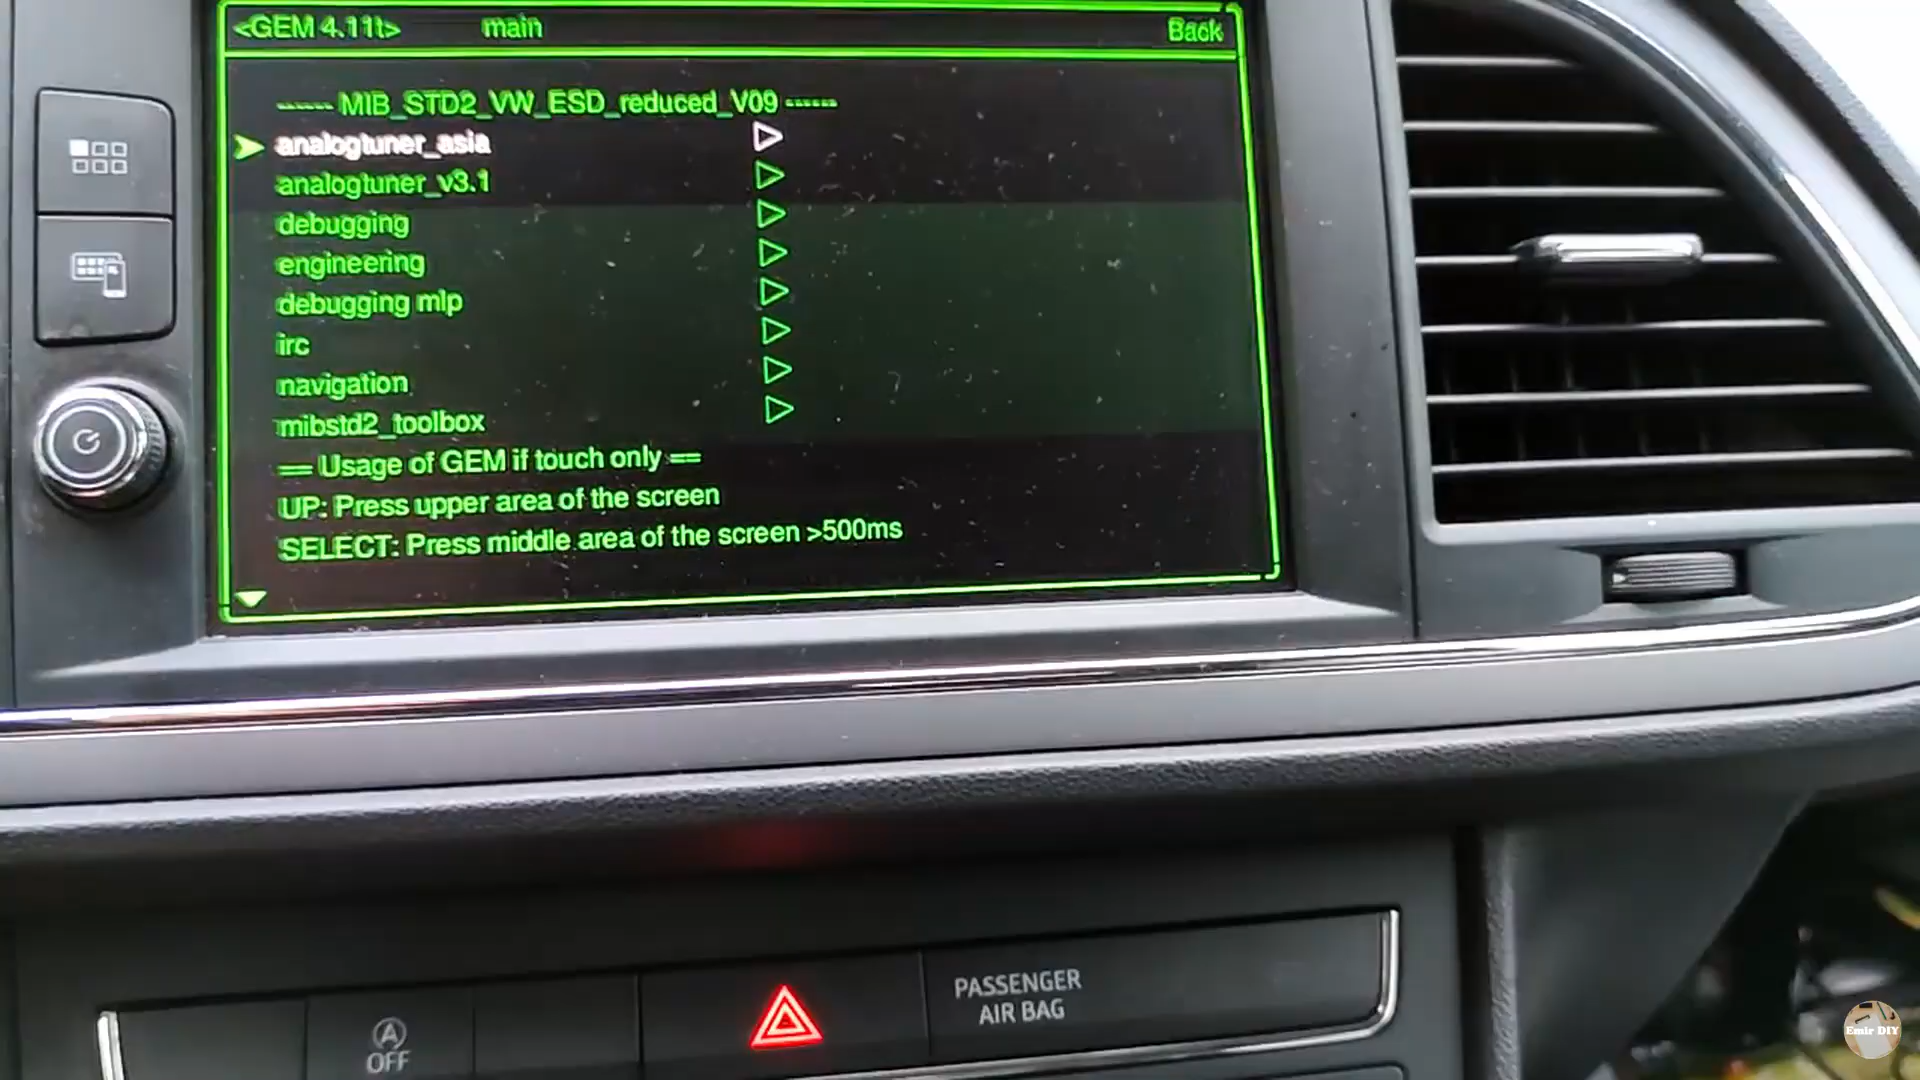 <GEM 4.11t> main Back
------ MIB_STD2_VW_ESD_reduced_V09 ------
analogtuner_asia
analogtuner_v3.1
debugging
engineering
debugging mlp
irc
navigation
mibstd2_toolbox
== Usage of GEM if touch only ==
UP: Press upper area of the screen
SELECT: Press middle area of the screen >500ms
PASSENGER
AIR BAG
A
OFF
Emir DIY